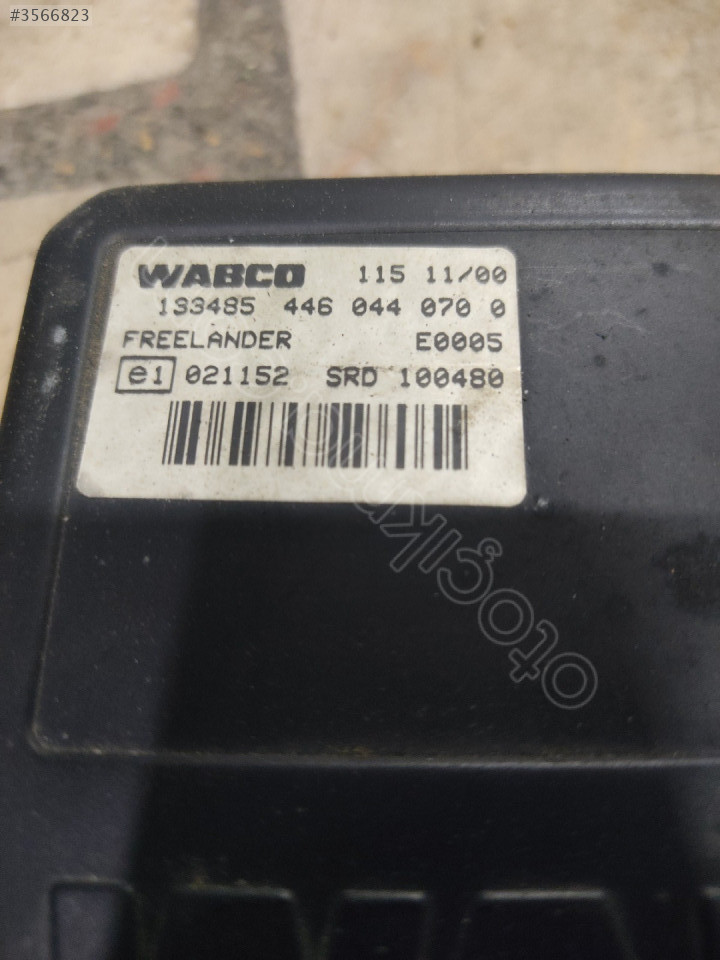 #3566823
WABCO 115 11/00
133485 446 044 070 0
FREELANDER E0005
e1 021152 SRD 100480